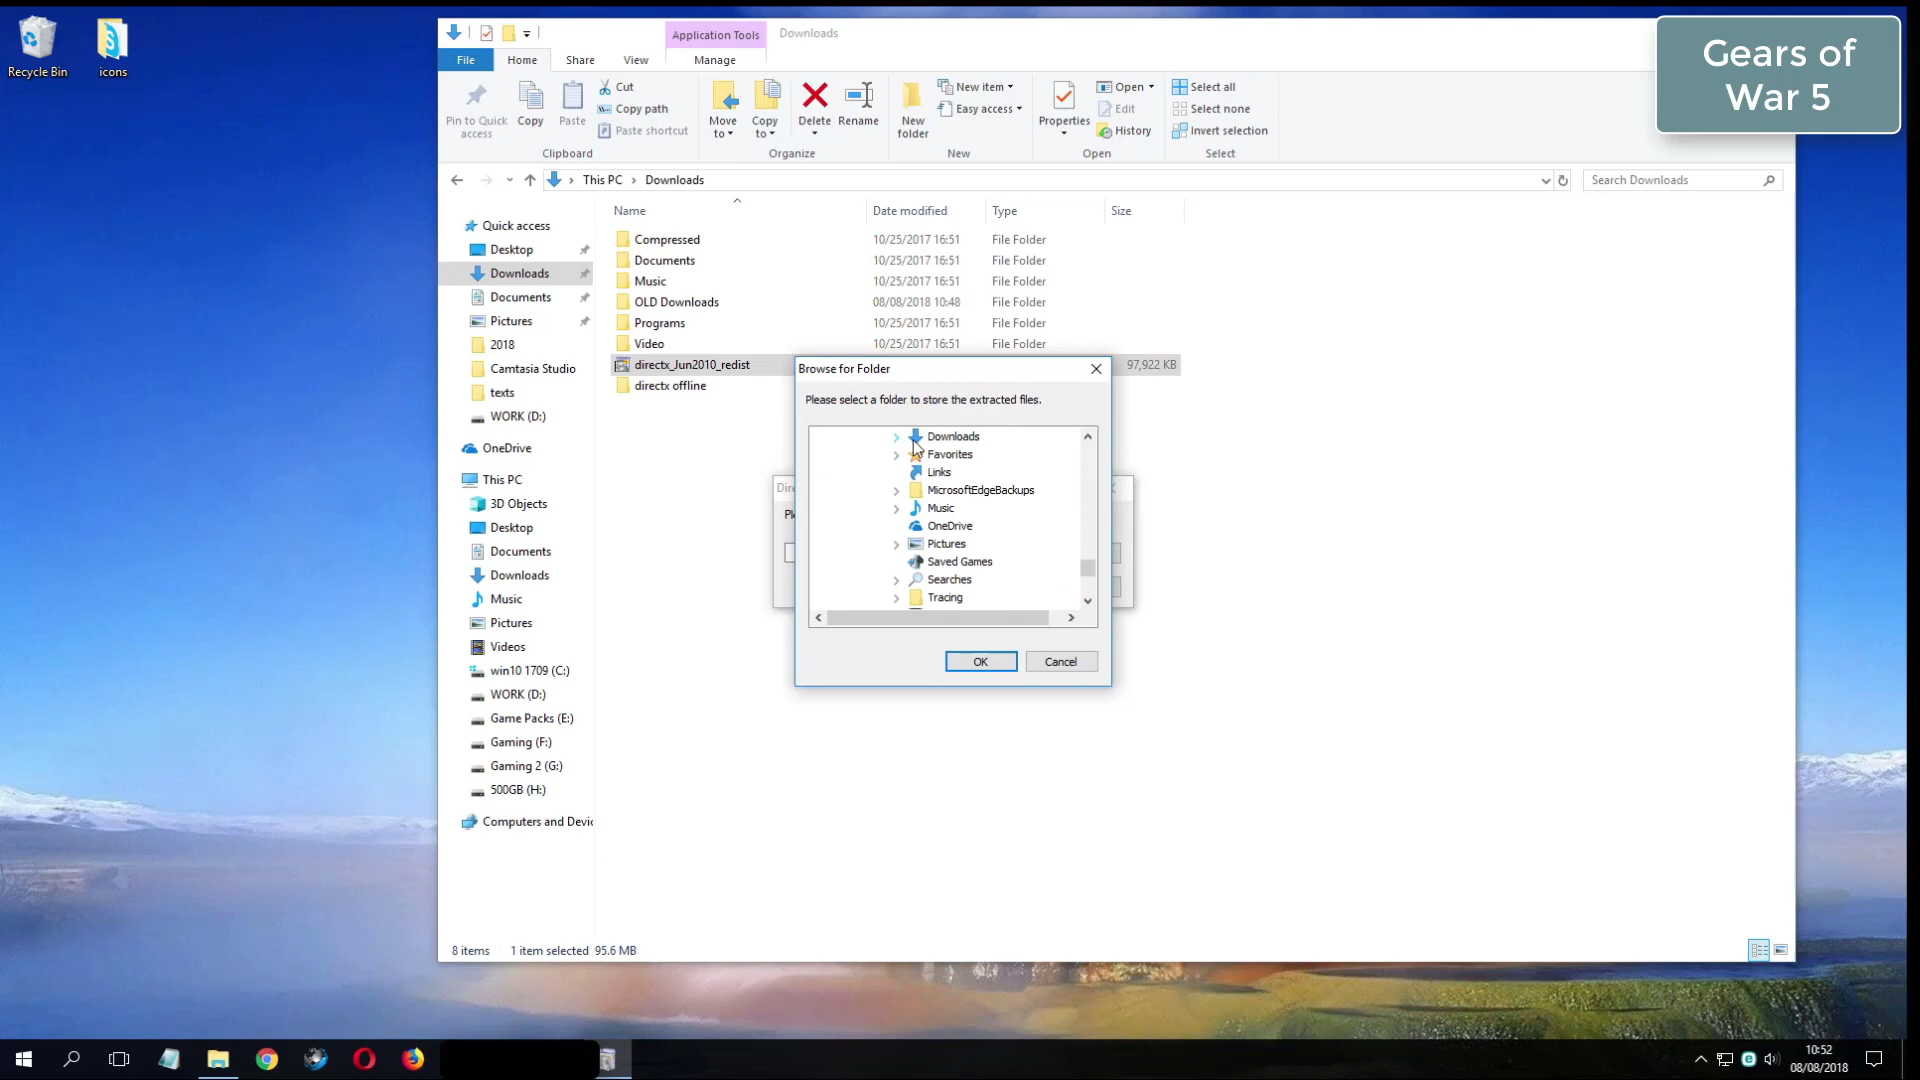 Recycle Bin
icons
Application Tools
Downloads
File
Home
Share
View
Manage
Pin to Quick
access
Copy
Paste
Cut
Copy path
Paste shortcut
Move
to
Copy
to
Delete
Rename
New
folder
New item
Easy access
Properties
Open
Edit
History
Select all
Select none
Invert selection
Clipboard
Organize
New
Open
Select
Gears of
War 5
This PC
Downloads
Search Downloads
Name
Date modified
Type
Size
Compressed 10/25/2017 16:51 File Folder
Documents 10/25/2017 16:51 File Folder
Music 10/25/2017 16:51 File Folder
OLD Downloads 08/08/2018 10:48 File Folder
Programs 10/25/2017 16:51 File Folder
Video 10/25/2017 16:51 File Folder
directx_Jun2010_redist 97,922 KB
directx offline
Quick access
Desktop
Downloads
Documents
Pictures
2018
Camtasia Studio
texts
WORK (D:)
OneDrive
This PC
3D Objects
Desktop
Documents
Downloads
Music
Pictures
Videos
win10 1709 (C:)
WORK (D:)
Game Packs (E:)
Gaming (F:)
Gaming 2 (G:)
500GB (H:)
Computers and Devic
Browse for Folder
Please select a folder to store the extracted files.
Downloads
Favorites
Links
MicrosoftEdgeBackups
Music
OneDrive
Pictures
Saved Games
Searches
Tracing
OK
Cancel
8 items
1 item selected 95.6 MB
10:52
08/08/2018